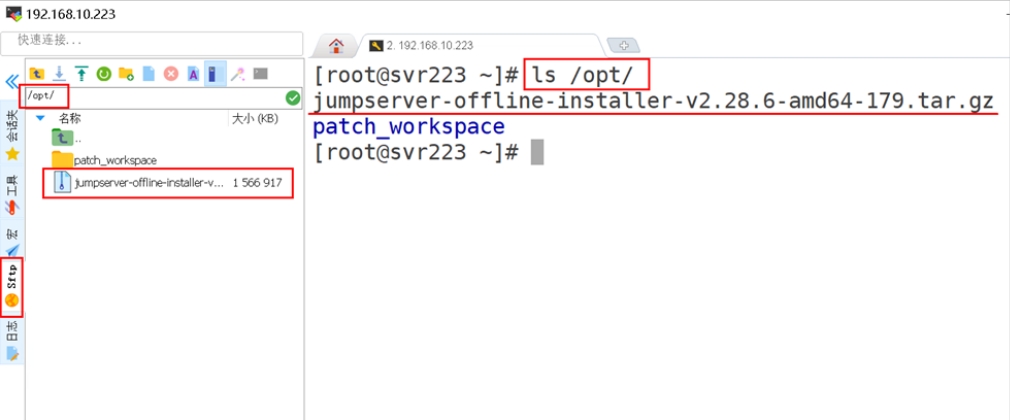 192.168.10.223
快速连接...
2. 192.168.10.223
/opt/
名称
大小 (KB)
..
patch_workspace
jumpserver-offline-installer-v...
1 566 917
会话夹
工具
宏
Sftp
日志
[root@svr223 ~]# ls /opt/
jumpserver-offline-installer-v2.28.6-amd64-179.tar.gz
patch_workspace
[root@svr223 ~]#